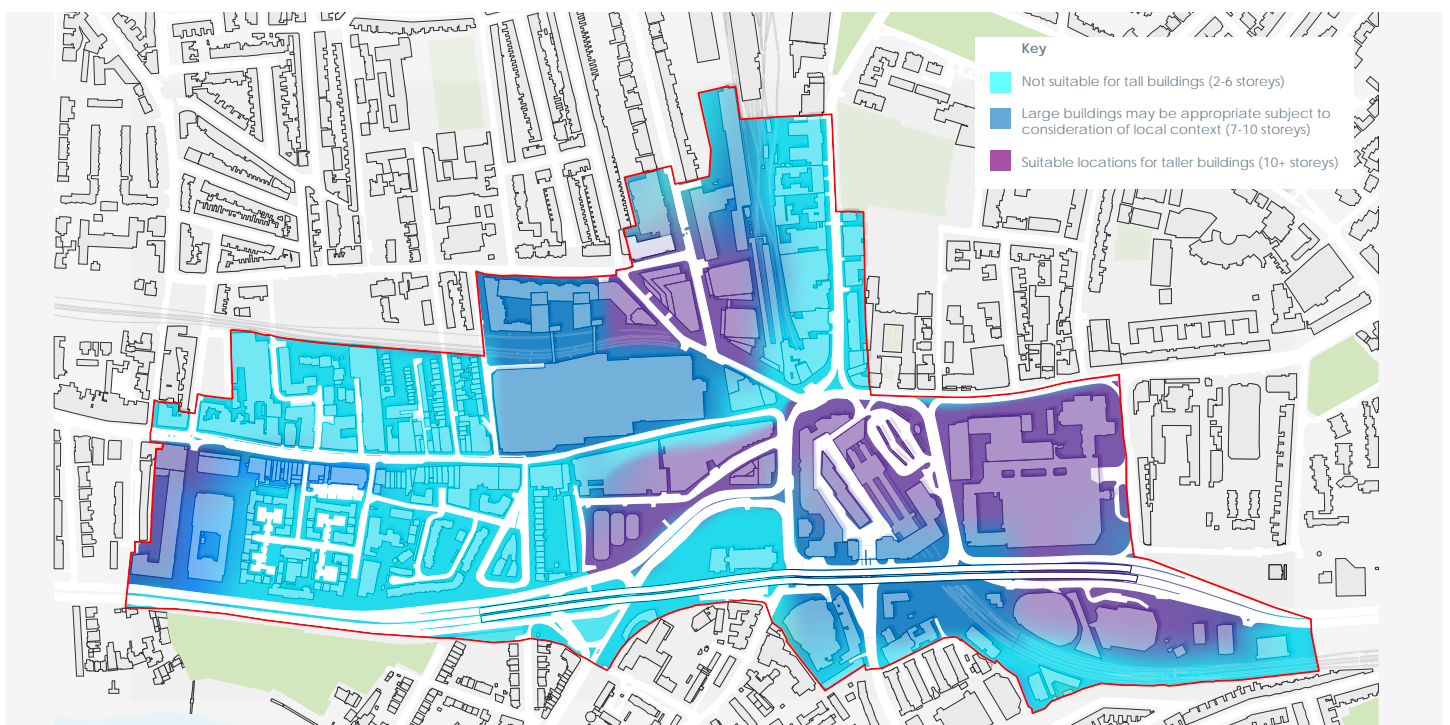 Key
Not suitable for tall buildings (2-6 storeys)
Large buildings may be appropriate subject to
consideration of local context (7-10 storeys)
Suitable locations for taller buildings (10+ storeys)